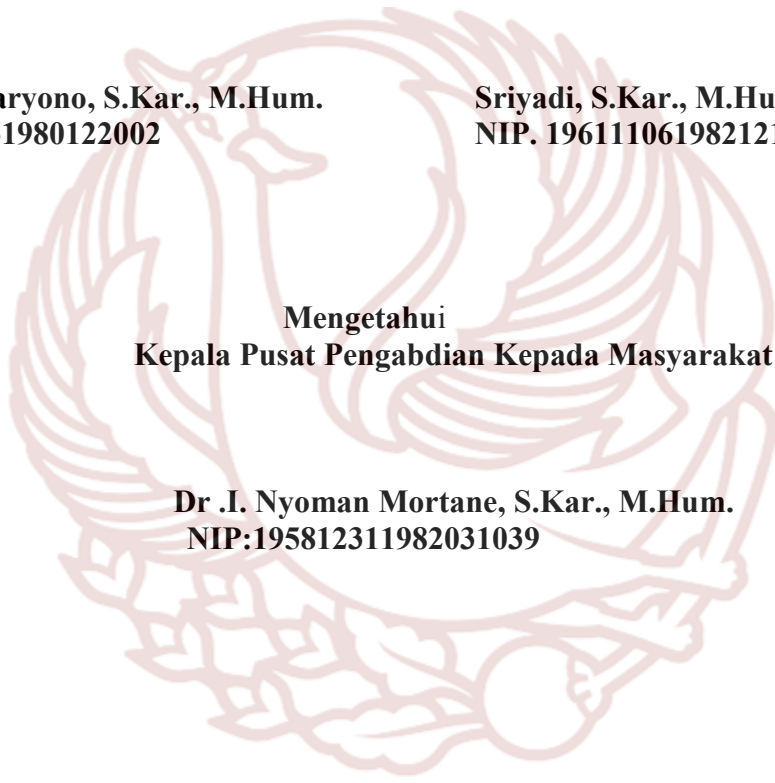 aryono, S.Kar., M.Hum. Sriyadi, S.Kar., M.Hu
1980122002 NIP. 19611106198212
Mengetahui
Kepala Pusat Pengabdian Kepada Masyarakat
Dr .I. Nyoman Mortane, S.Kar., M.Hum.
NIP:195812311982031039